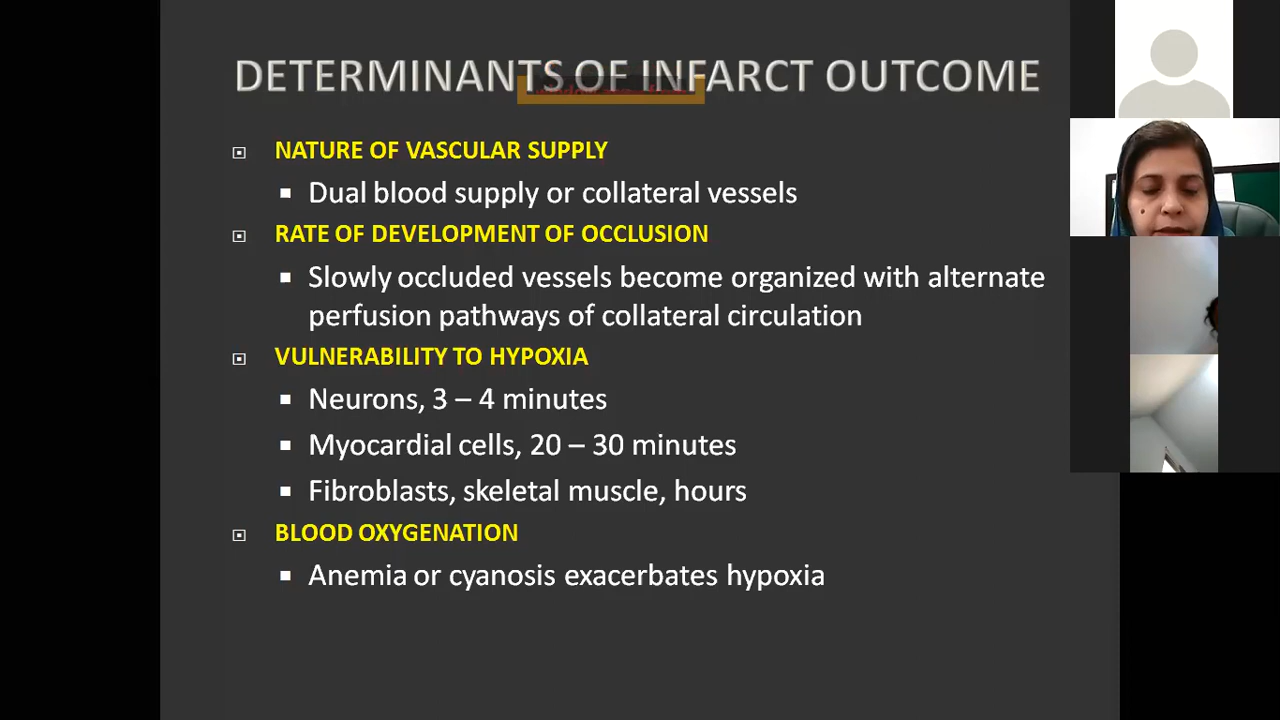 DETERMINANTS OF INFARCT OUTCOME
NATURE OF VASCULAR SUPPLY
Dual blood supply or collateral vessels
RATE OF DEVELOPMENT OF OCCLUSION
Slowly occluded vessels become organized with alternate
perfusion pathways of collateral circulation
VULNERABILITY TO HYPOXIA
Neurons, 3 – 4 minutes
Myocardial cells, 20 – 30 minutes
Fibroblasts, skeletal muscle, hours
BLOOD OXYGENATION
Anemia or cyanosis exacerbates hypoxia